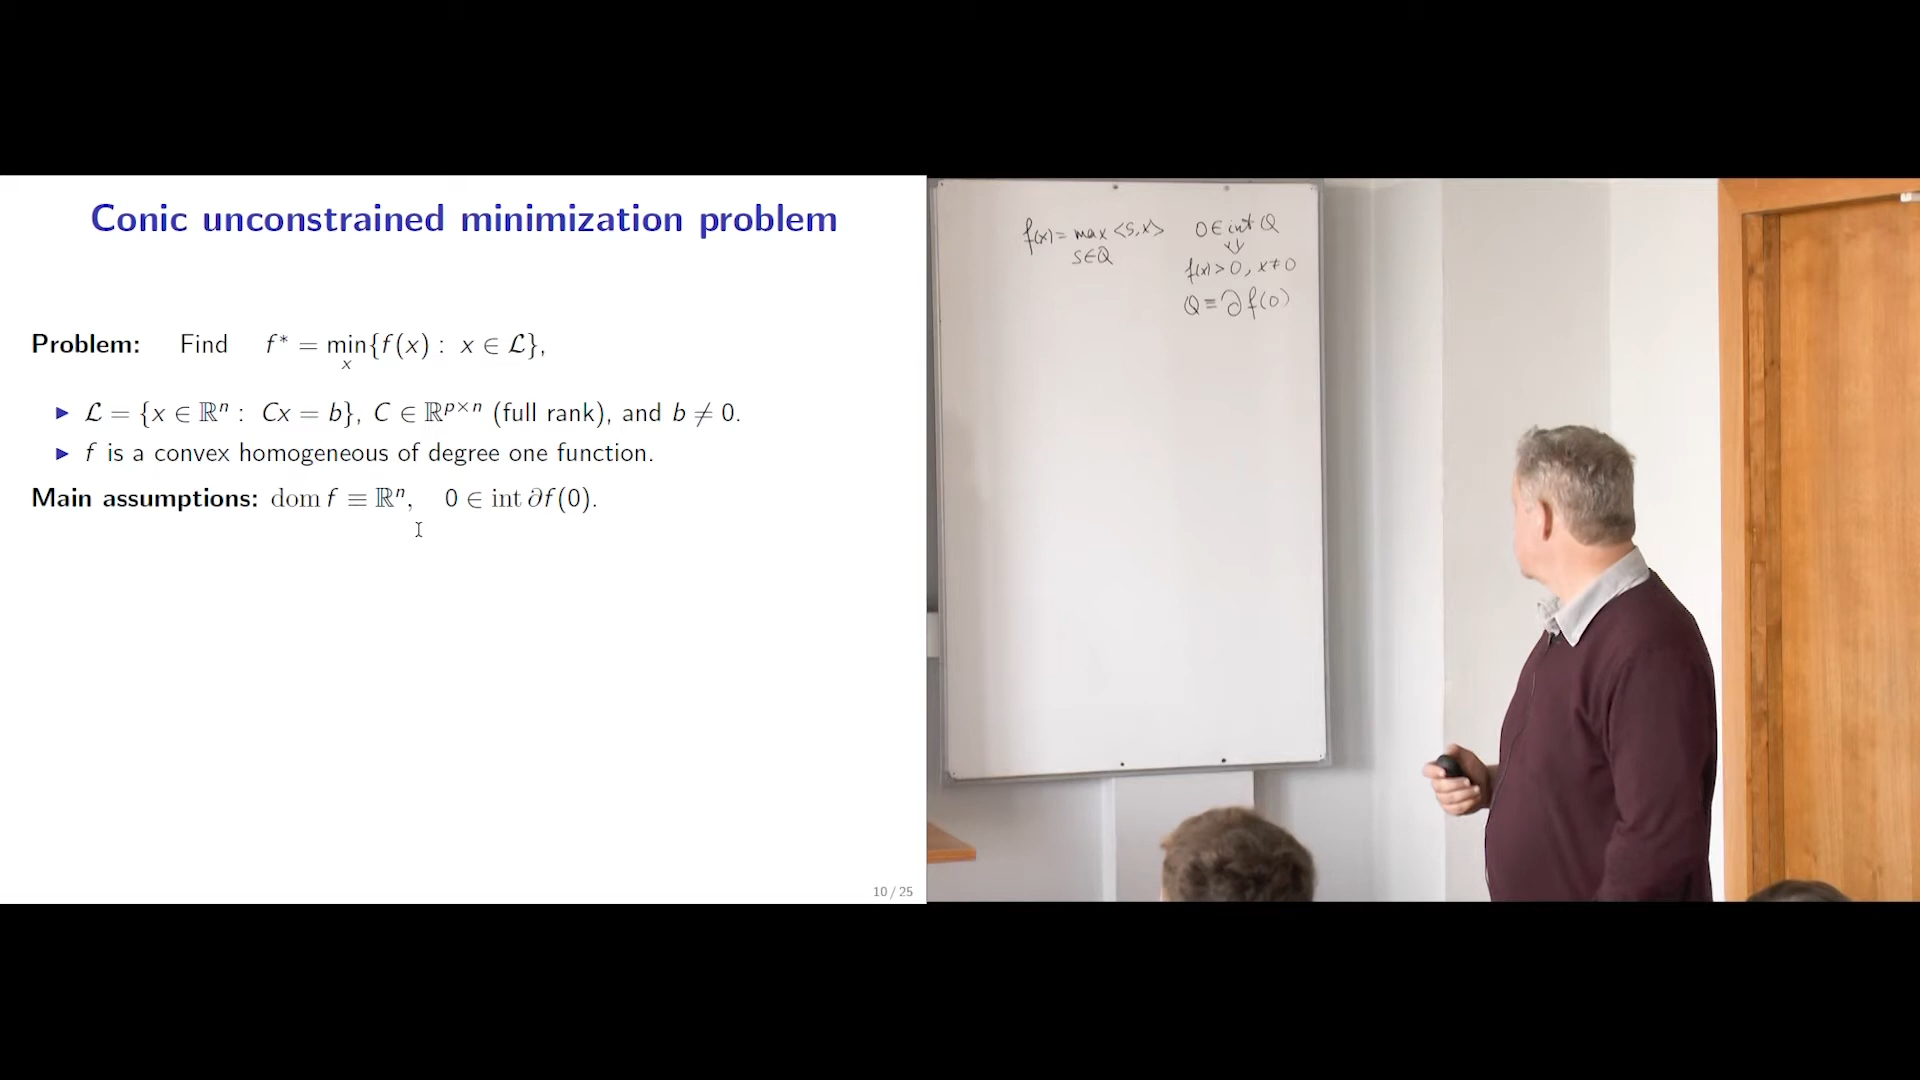 Conic unconstrained minimization problem
Problem: Find f* = min{f(x) : x ∈ ℒ},
x
▶ ℒ = {x ∈ ℝⁿ : Cx = b}, C ∈ ℝᵖˣⁿ (full rank), and b ≠ 0.
▶ f is a convex homogeneous of degree one function.
Main assumptions: dom f ≡ ℝⁿ, 0 ∈ int ∂f(0).
10 / 25
f(x) = max <s,x>
s∈Q
0 ∈ int Q
⇓
f(x) > 0, x ≠ 0
Q ≡ ∂f(0)